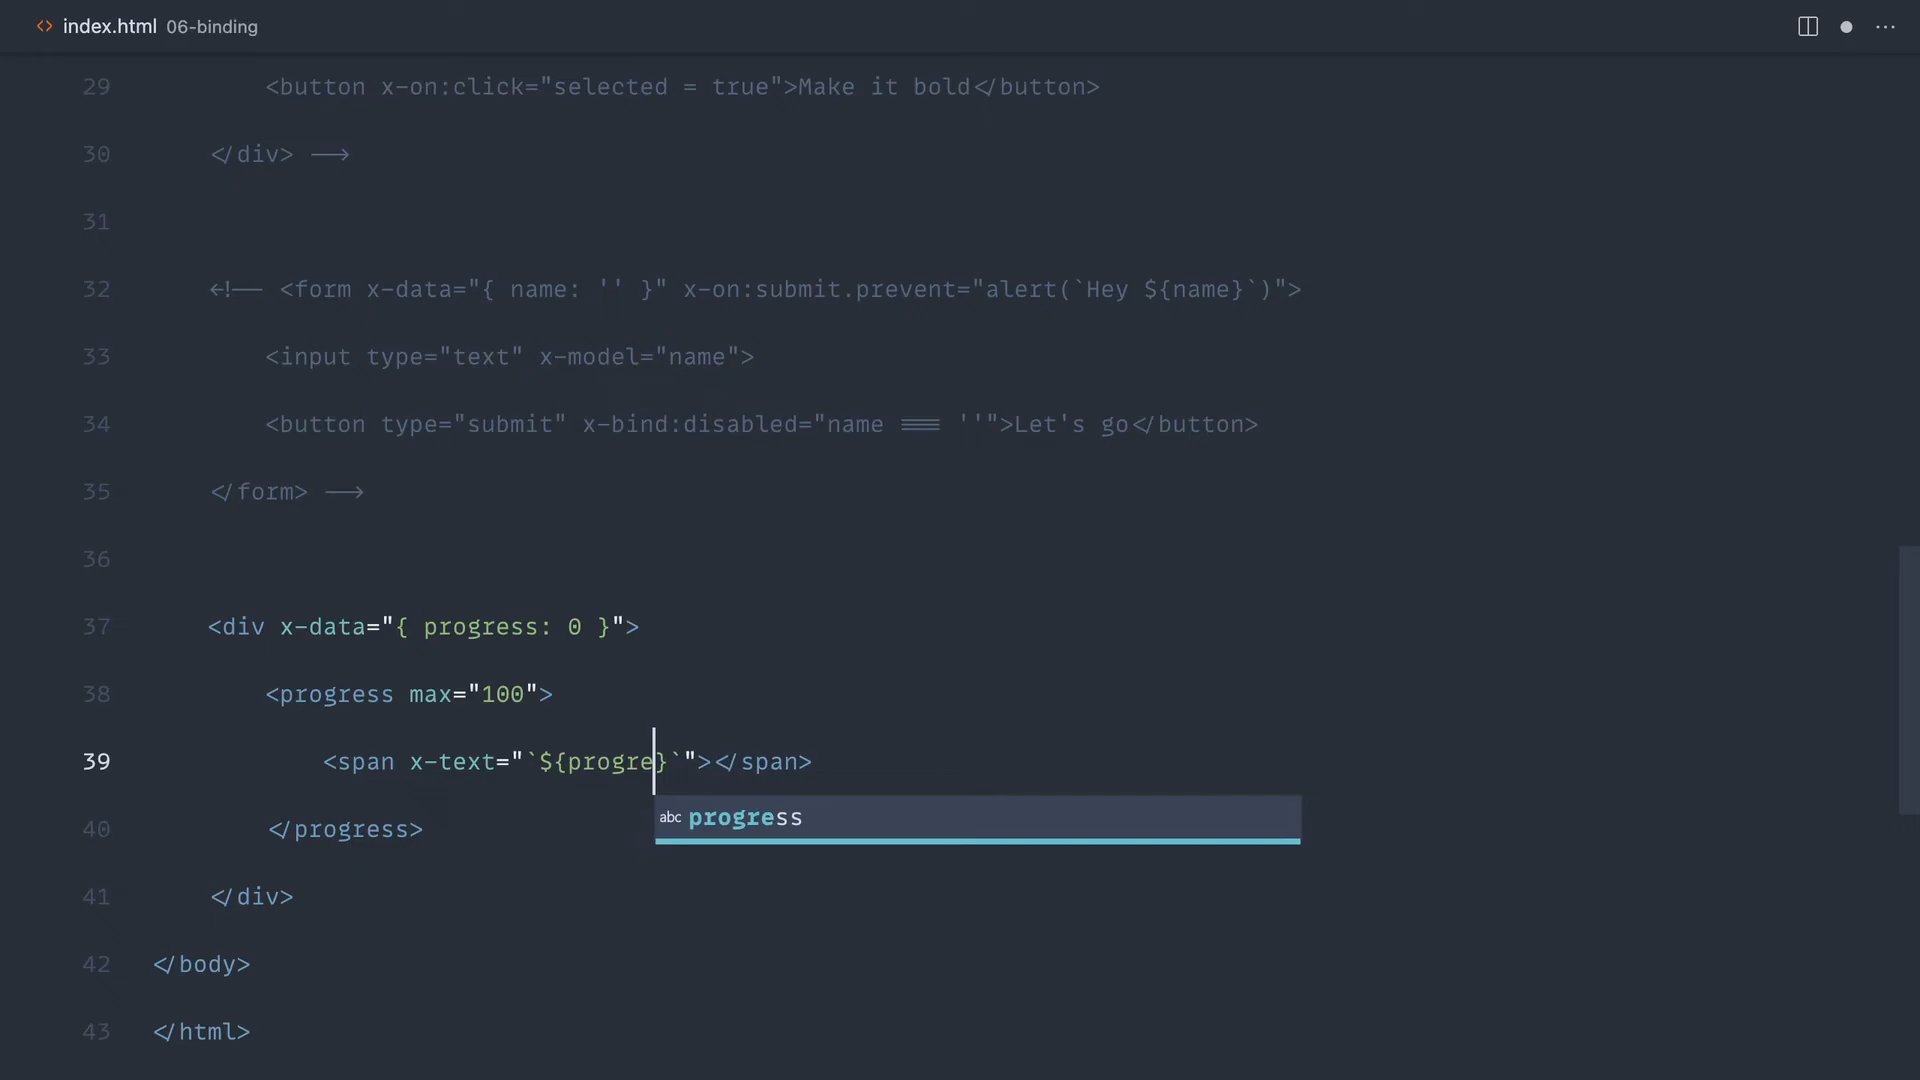 index.html 06-binding
29 <button x-on:click="selected = true">Make it bold</button>
30 </div> -->
31
32 <!-- <form x-data="{ name: '' }" x-on:submit.prevent="alert(`Hey ${name}`)">
33 <input type="text" x-model="name">
34 <button type="submit" x-bind:disabled="name === ''">Let's go</button>
35 </form> -->
36
37 <div x-data="{ progress: 0 }">
38 <progress max="100">
39 <span x-text="`${progre}`"></span>
abc progress
40 </progress>
41 </div>
42 </body>
43 </html>